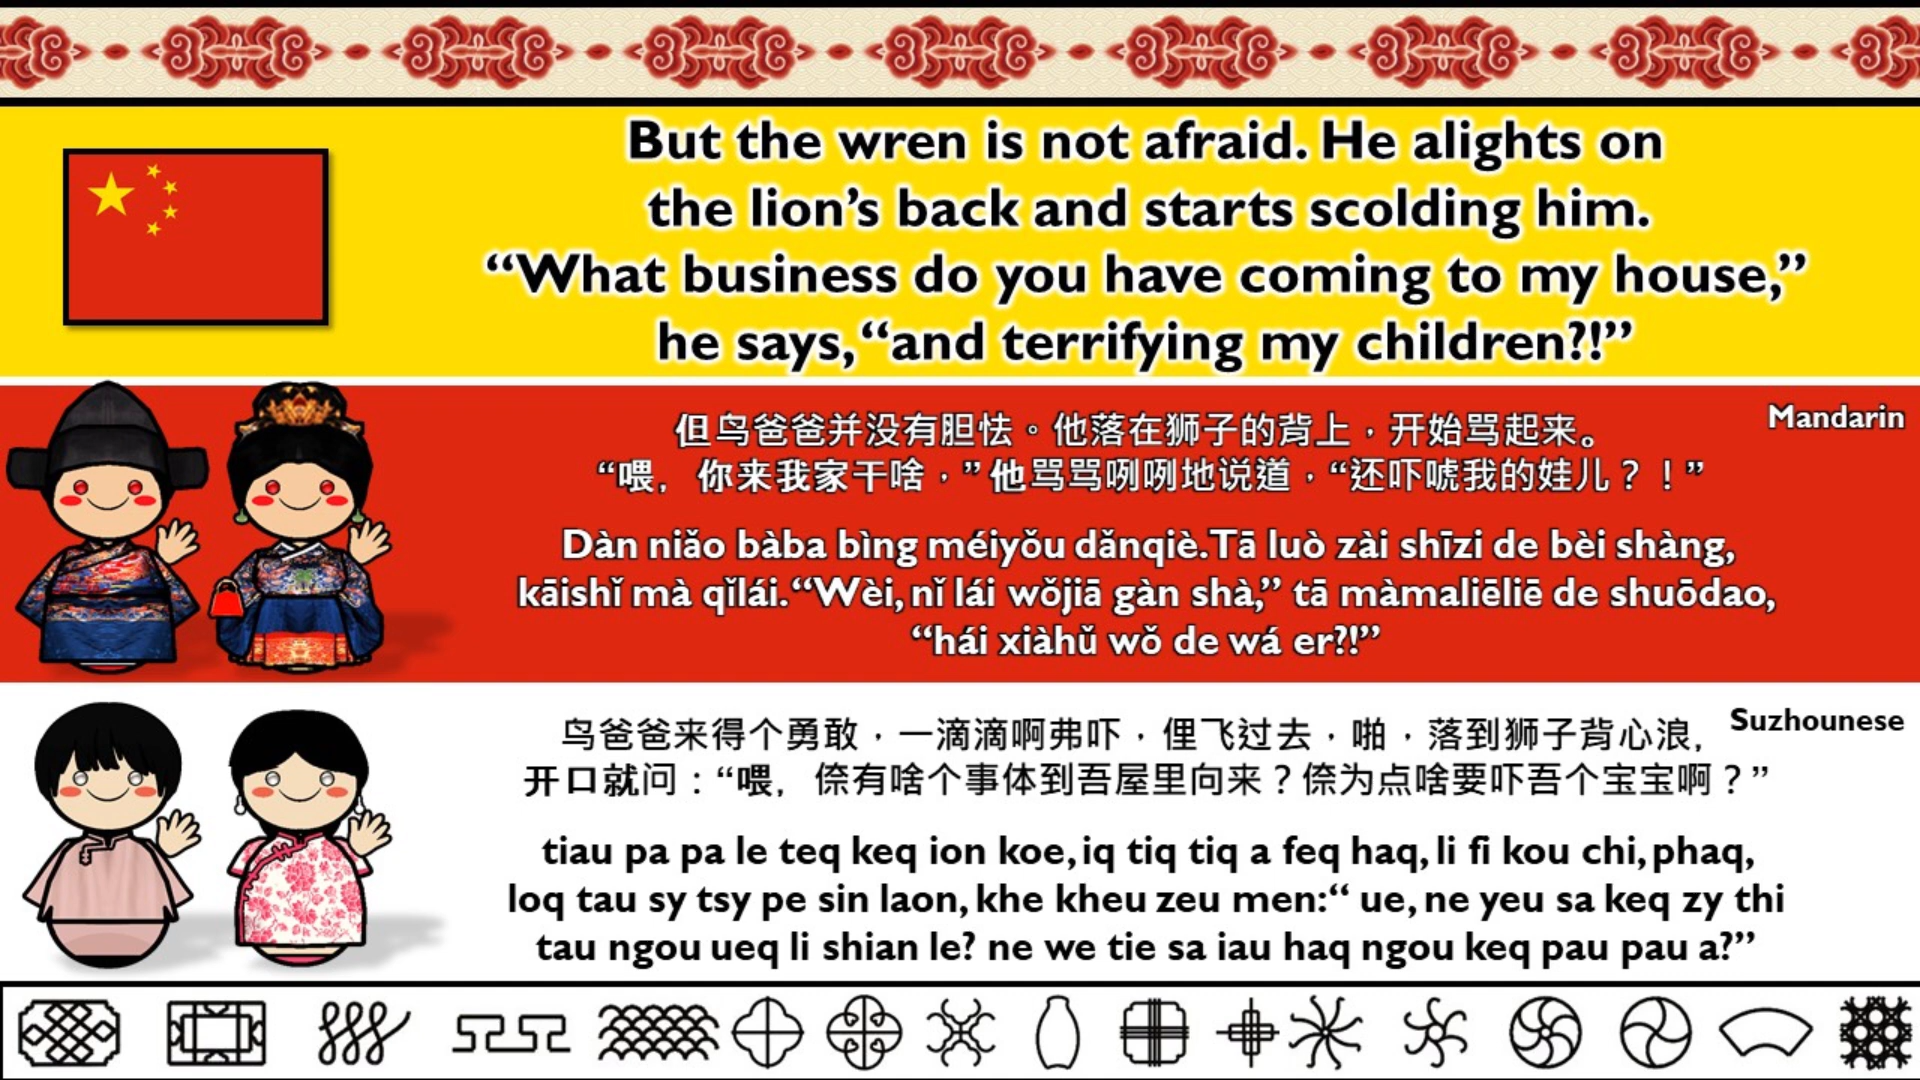 But the wren is not afraid. He alights on
the lion’s back and starts scolding him.
“What business do you have coming to my house,”
he says, “and terrifying my children?!”
Mandarin
但鸟爸爸并没有胆怯。他落在狮子的背上，开始骂起来。
“喂，你来我家干啥，”他骂骂咧咧地说道，“还吓唬我的娃儿？！”
Dàn niǎo bàba bìng méiyǒu dǎnqiè. Tā luò zài shīzi de bèi shàng,
kāishǐ mà qǐlái. “Wèi, nǐ lái wǒjiā gàn shà,” tā màmaliēliē de shuōdao,
“hái xiàhǔ wǒ de wá er?!”
Suzhounese
鸟爸爸来得个勇敢，一滴滴啊弗吓，俚飞过去，啪，落到狮子背心浪，
开口就问：“喂，倷有啥个事体到吾屋里向来？倷为点啥要吓吾个宝宝啊？”
tiau pa pa le teq keq ion koe, iq tiq tiq a feq haq, li fi kou chi, phaq,
loq tau sy tsy pe sin laon, khe kheu zeu men:“ ue, ne yeu sa keq zy thi
tau ngou ueq li shian le? ne we tie sa iau haq ngou keq pau pau a?”